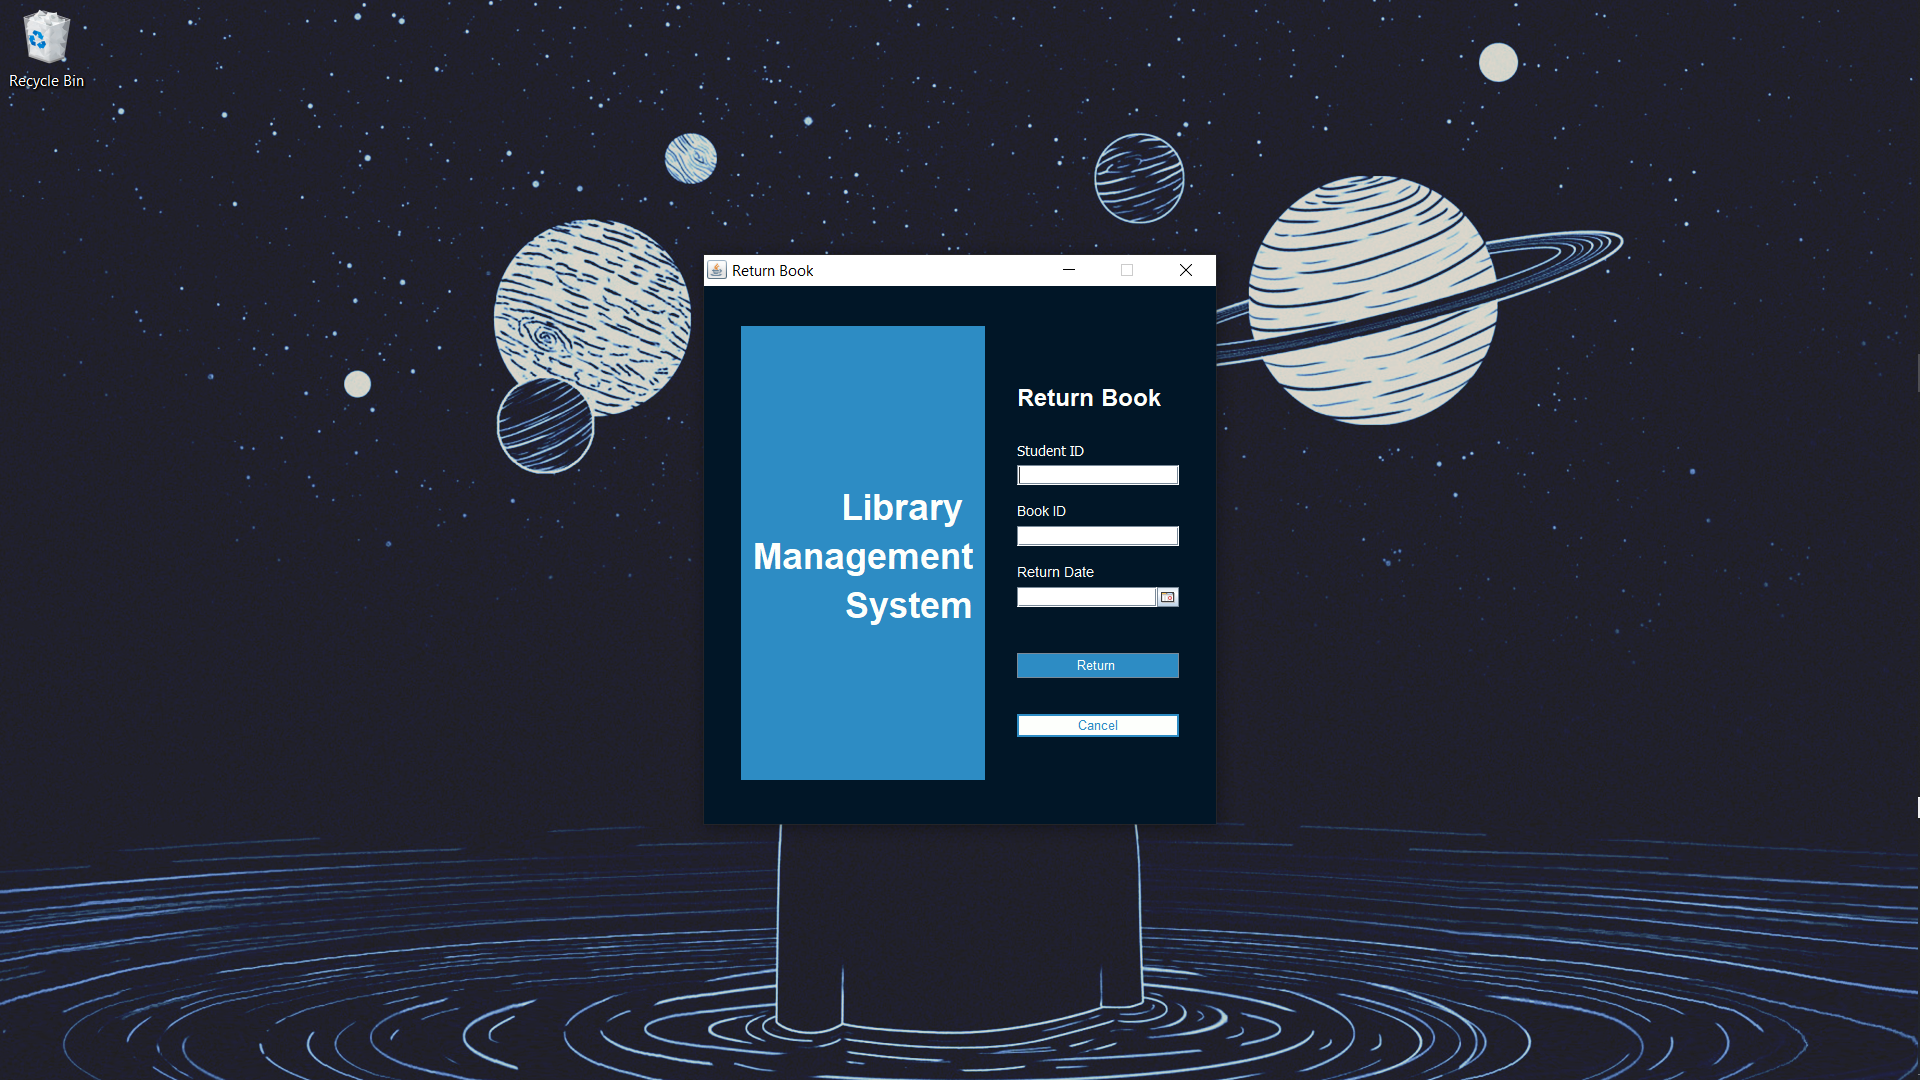 Recycle Bin
Return Book
Library
Management
System
Return Book
Student ID
Book ID
Return Date
Return
Cancel